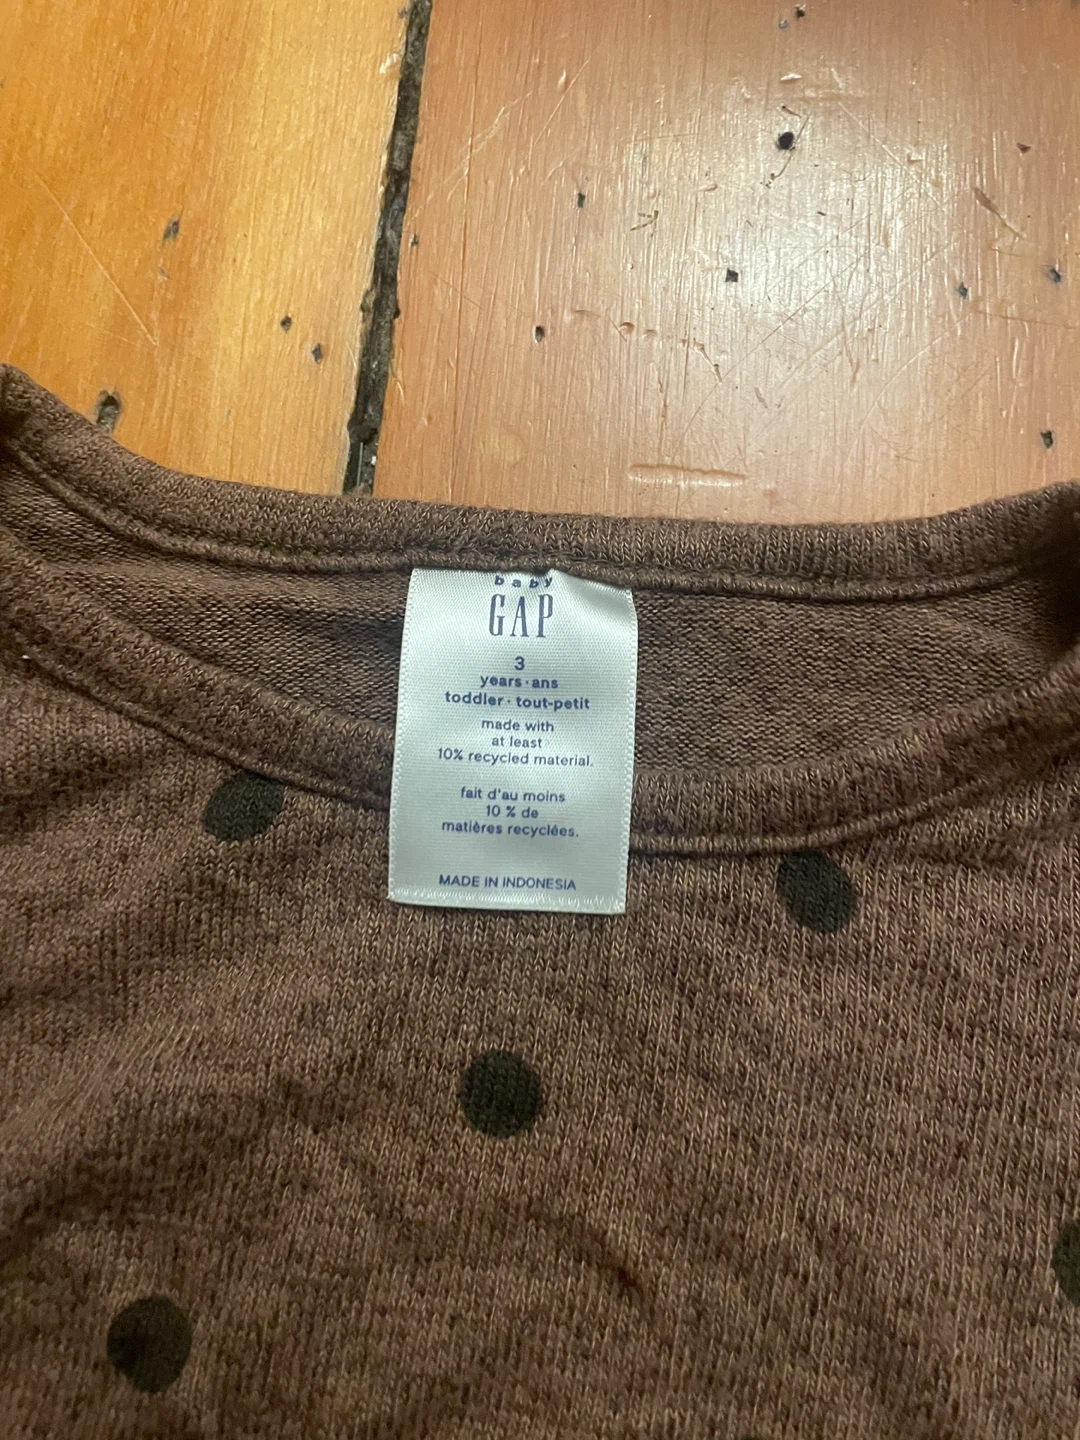 baby
GAP
3
years·ans
toddler·tout-petit
made with
at least
10% recycled material.
fait d'au moins
10 % de
matières recyclées.
MADE IN INDONESIA